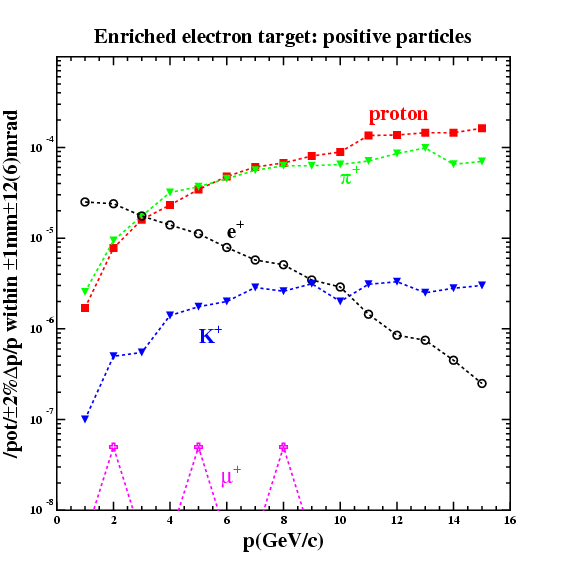 Enriched electron target: positive particles
/pot/±2%Δp/p within ±1mm±12(6)mrad
10⁻⁴
10⁻⁵
10⁻⁶
10⁻⁷
10⁻⁸
proton
π⁺
e⁺
K⁺
μ⁺
0 2 4 6 8 10 12 14 16
p(GeV/c)